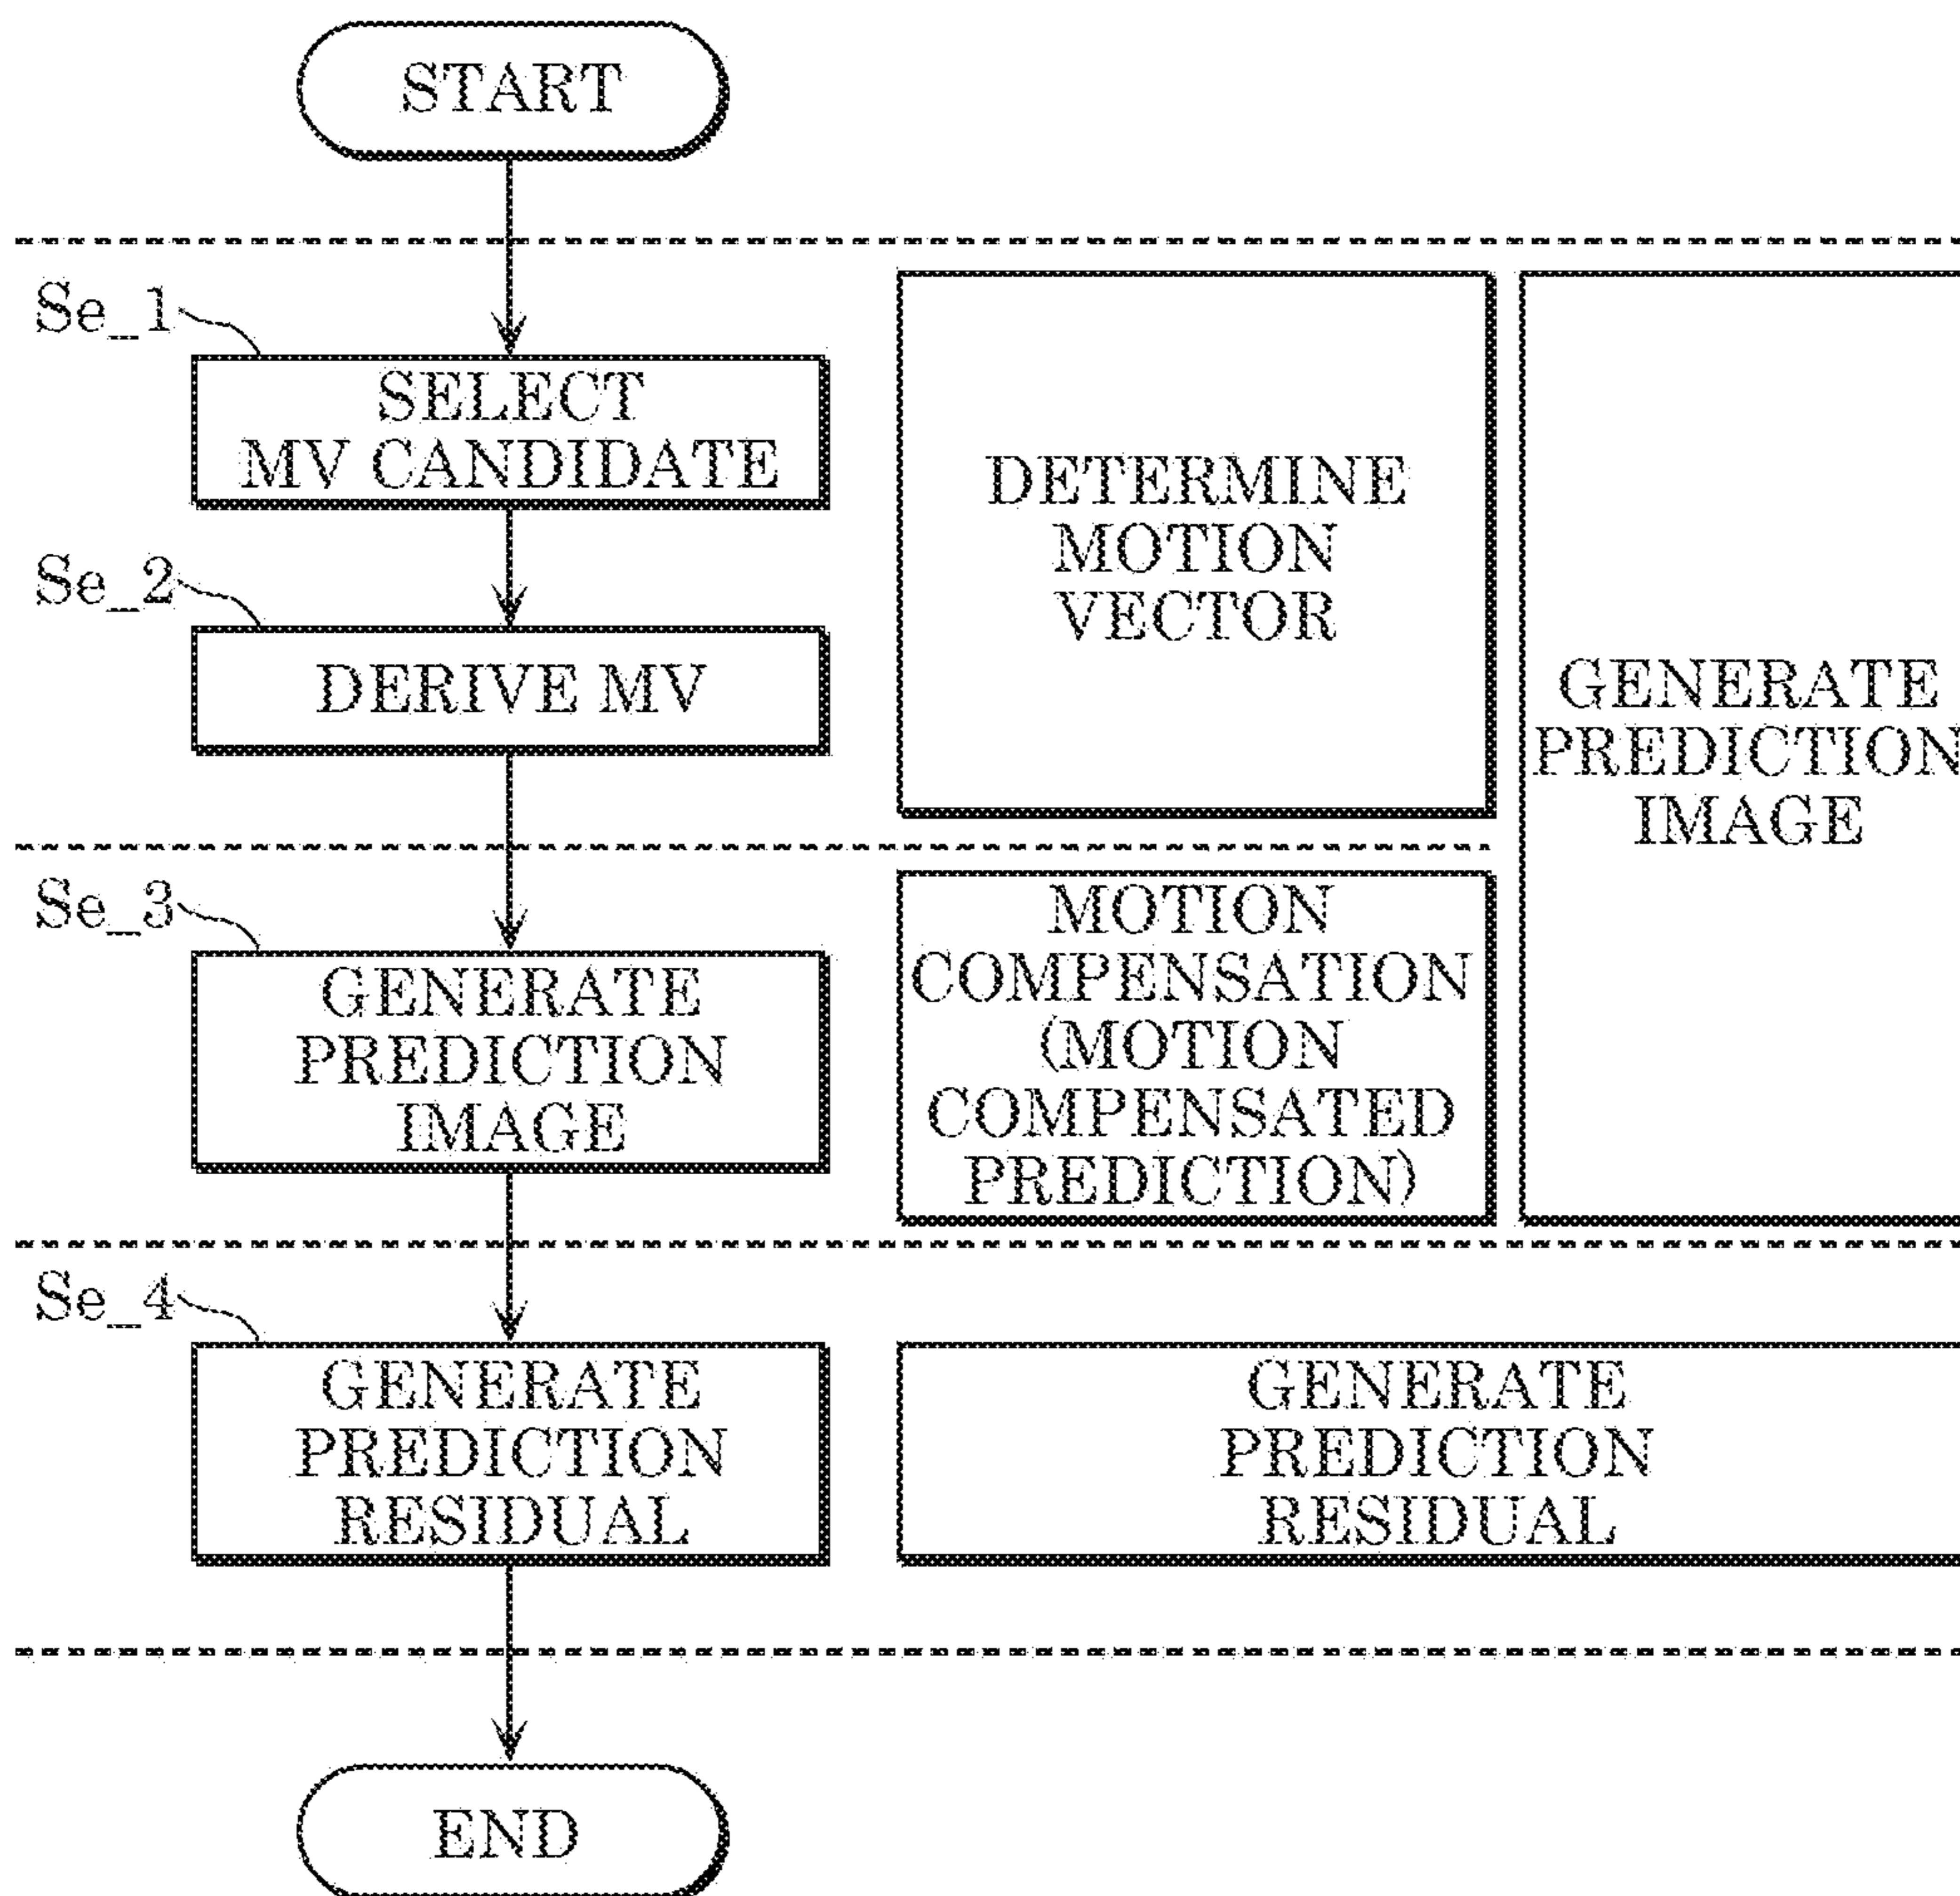 START
Se_1
SELECT
MV CANDIDATE
Se_2
DERIVE MV
DETERMINE
MOTION
VECTOR
GENERATE
PREDICTION
IMAGE
Se_3
GENERATE
PREDICTION
IMAGE
MOTION
COMPENSATION
(MOTION
COMPENSATED
PREDICTION)
Se_4
GENERATE
PREDICTION
RESIDUAL
GENERATE
PREDICTION
RESIDUAL
END